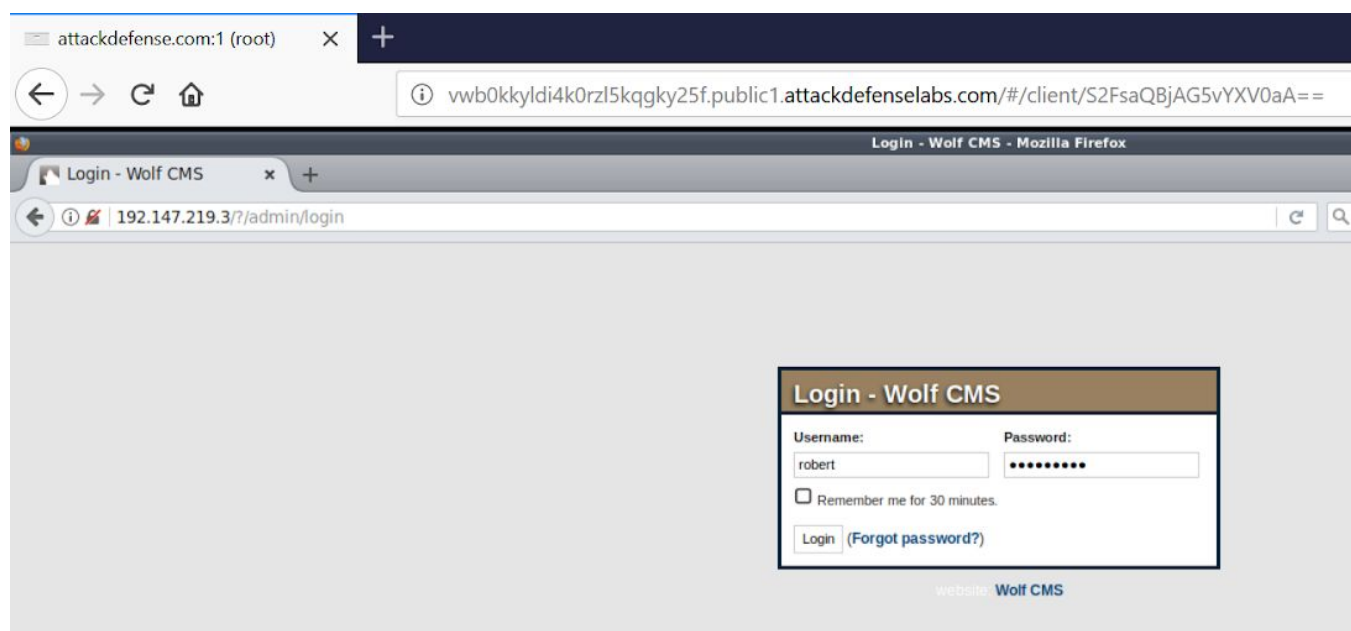 attackdefense.com:1 (root)
vwb0kkyldi4k0rzl5kqgky25f.public1.attackdefenselabs.com/#/client/S2FsaQBjAG5vYXV0aA==
Login - Wolf CMS - Mozilla Firefox
Login - Wolf CMS
192.147.219.3/?/admin/login
Login - Wolf CMS
Username: Password:
robert •••••••••
Remember me for 30 minutes.
Login (Forgot password?)
website: Wolf CMS